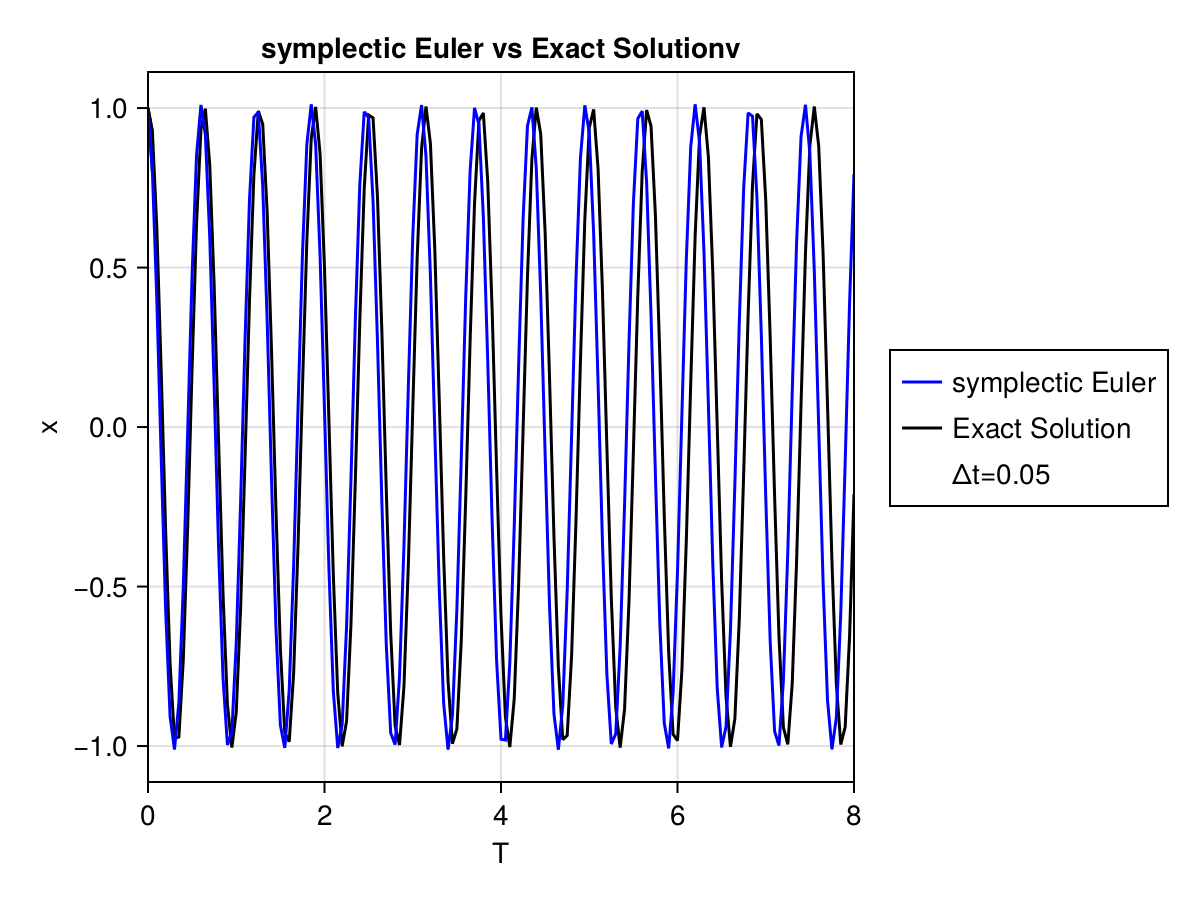 symplectic Euler vs Exact Solutionv
1.0
0.5
0.0
−0.5
−1.0
x
0 2 4 6 8
T
symplectic Euler
Exact Solution
Δt=0.05